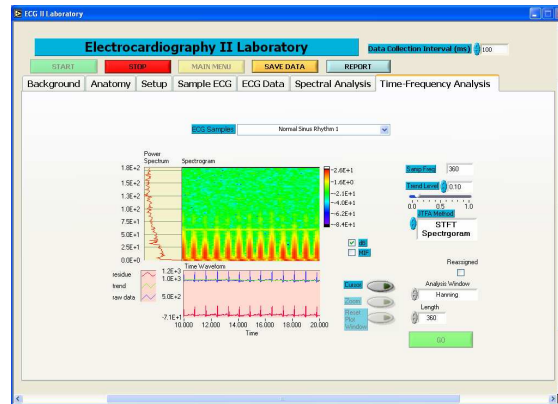 ECG II Laboratory
Electrocardiography II Laboratory
Data Collection Interval (ms) 100
START STOP MAIN MENU SAVE DATA REPORT
Background Anatomy Setup Sample ECG ECG Data Spectral Analysis Time-Frequency Analysis
ECG Samples Normal Sinus Rhythm 1
Power
Spectrum Spectrogram
1.8E+2
1.5E+2
1.3E+2
1.0E+2
7.5E+1
5.0E+1
2.5E+1
0.0E+0
-2.6E+1
-1.6E+0
--2.1E+1
--4.0E+1
--6.2E+1
--8.4E+1
Samp Freq 360
Trend Level 0.10
0.0 0.5 1.0
JTFA Method
STFT
Spectrgoram
dB
Reassigned
Time Waveform
residue
trend
raw data
1.2E+3
1.0E+3
5.0E+2
-7.1E+1
10.000 12.000 14.000 16.000 18.000 20.000
Time
Cursor
Zoom
Reset
Plot
Window
Analysis Window
Hanning
Length
360
GO